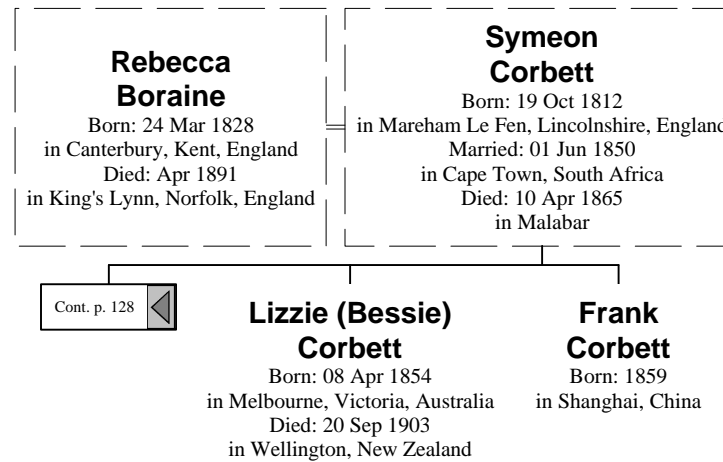 Rebecca
Boraine
Born: 24 Mar 1828
in Canterbury, Kent, England
Died: Apr 1891
in King's Lynn, Norfolk, England
Symeon
Corbett
Born: 19 Oct 1812
in Mareham Le Fen, Lincolnshire, England
Married: 01 Jun 1850
in Cape Town, South Africa
Died: 10 Apr 1865
in Malabar
Cont. p. 128
Lizzie (Bessie)
Corbett
Born: 08 Apr 1854
in Melbourne, Victoria, Australia
Died: 20 Sep 1903
in Wellington, New Zealand
Frank
Corbett
Born: 1859
in Shanghai, China